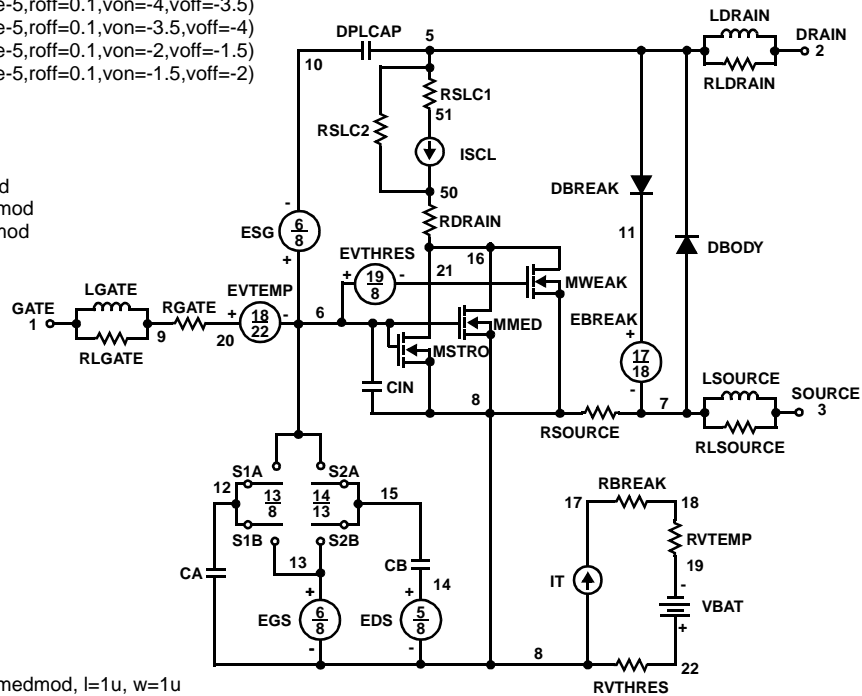 e-5,roff=0.1,von=-4,voff=-3.5)
e-5,roff=0.1,von=-3.5,voff=-4)
e-5,roff=0.1,von=-2,voff=-1.5)
e-5,roff=0.1,von=-1.5,voff=-2)
d
mod
mod
LDRAIN
DPLCAP
5
DRAIN
2
10
RLDRAIN
RSLC1
51
RSLC2
ISCL
50
DBREAK
-
RDRAIN
ESG
6
8
+
11
DBODY
EVTHRES
16
21
+
19
8
-
MWEAK
LGATE
EVTEMP
GATE
1
RGATE
+
18
22
-
6
EBREAK
MMED
+
9
20
MSTRO
17
18
RLGATE
CIN
-
LSOURCE
8
SOURCE
3
7
RSOURCE
RLSOURCE
S1A
S2A
12
13
8
14
13
15
RBREAK
17
18
S1B
S2B
RVTEMP
13
CB
19
CA
14
IT
-
+
+
VBAT
EGS
6
8
EDS
5
8
+
-
-
8
22
RVTHRES
medmod, l=1u, w=1u